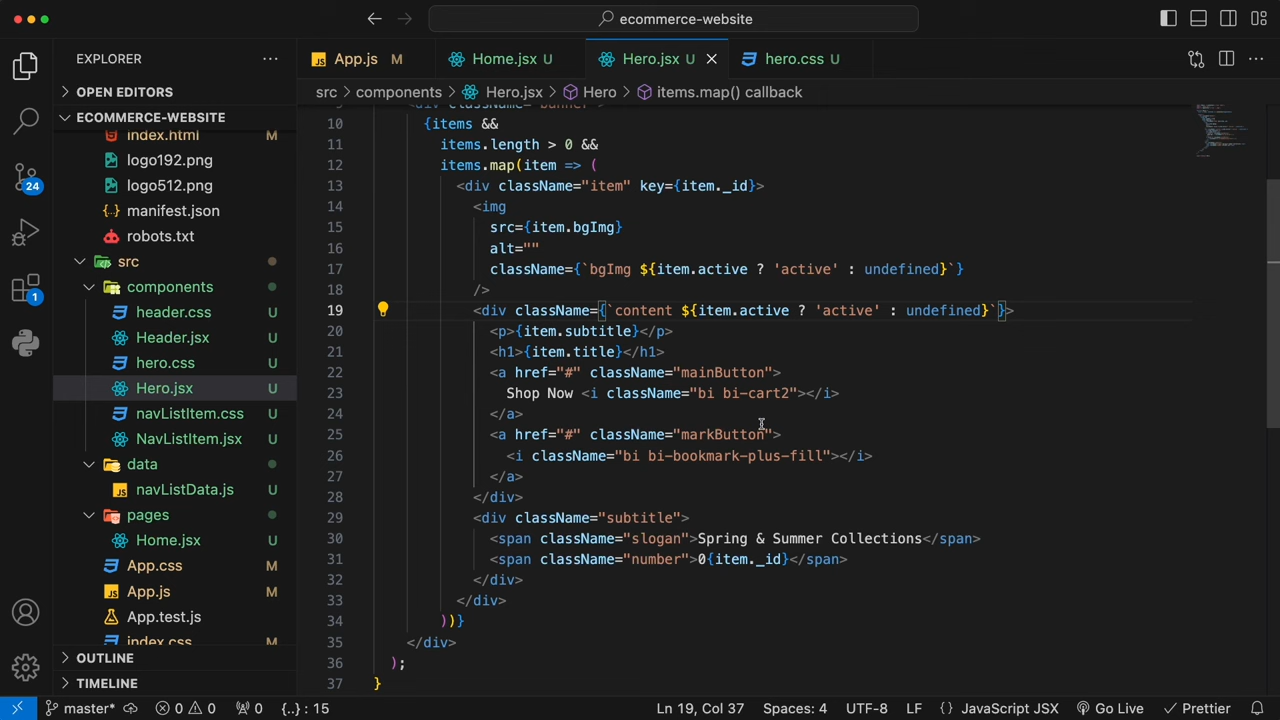 ecommerce-website
EXPLORER
OPEN EDITORS
ECOMMERCE-WEBSITE
index.html M
logo192.png
logo512.png
manifest.json
robots.txt
src
components
header.css U
Header.jsx U
hero.css U
Hero.jsx U
navListItem.css U
NavListItem.jsx U
data
navListData.js U
pages
Home.jsx U
App.css M
App.js M
App.test.js
index.css M
OUTLINE
TIMELINE
24
1
App.js M
Home.jsx U
Hero.jsx U
hero.css U
src > components > Hero.jsx > Hero > items.map() callback
9 <div className="banner">
10 {items &&
11 items.length > 0 &&
12 items.map(item => (
13 <div className="item" key={item._id}>
14 <img
15 src={item.bgImg}
16 alt=""
17 className={`bgImg ${item.active ? 'active' : undefined}`}
18 />
19 <div className={`content ${item.active ? 'active' : undefined}`}>
20 <p>{item.subtitle}</p>
21 <h1>{item.title}</h1>
22 <a href="#" className="mainButton">
23 Shop Now <i className="bi bi-cart2"></i>
24 </a>
25 <a href="#" className="markButton">
26 <i className="bi bi-bookmark-plus-fill"></i>
27 </a>
28 </div>
29 <div className="subtitle">
30 <span className="slogan">Spring & Summer Collections</span>
31 <span className="number">0{item._id}</span>
32 </div>
33 </div>
34 ))}
35 </div>
36 );
37 }
master* 0 0 0 {..} : 15 Ln 19, Col 37 Spaces: 4 UTF-8 LF {} JavaScript JSX Go Live Prettier